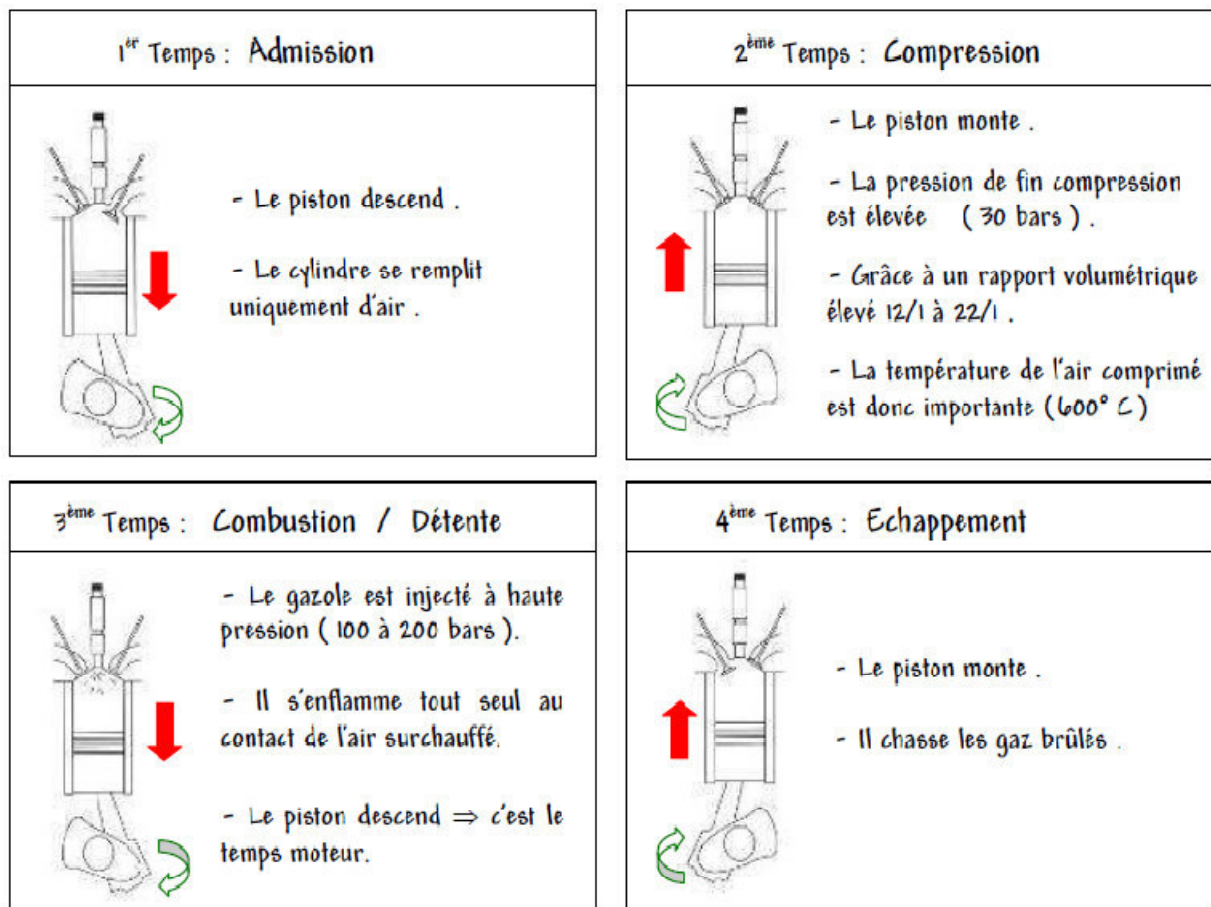 1er Temps : Admission
- Le piston descend .
- Le cylindre se remplit
uniquement d'air .
2ème Temps : Compression
- Le piston monte .
- La pression de fin compression
est élevée ( 30 bars ) .
- Grâce à un rapport volumétrique
élevé 12/1 à 22/1 .
- La température de l'air comprimé
est donc importante (600° C)
3ème Temps : Combustion / Détente
- Le gazole est injecté à haute
pression ( 100 à 200 bars ).
- Il s'enflamme tout seul au
contact de l'air surchauffé.
- Le piston descend ⇒ c'est le
temps moteur.
4ème Temps : Echappement
- Le piston monte .
- Il chasse les gaz brûlés .